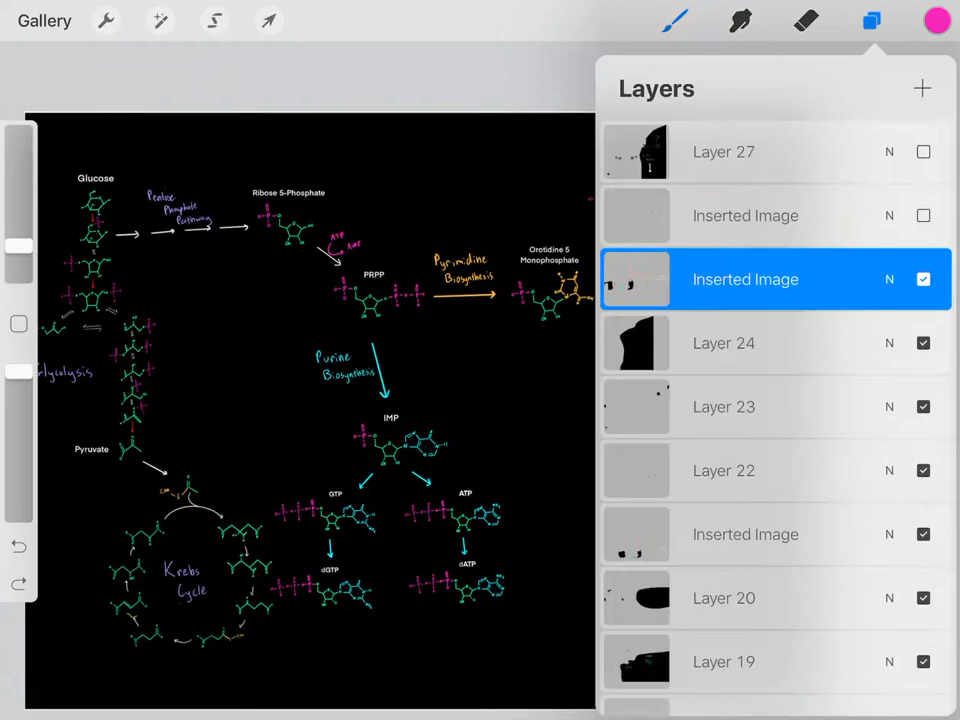 Gallery
Layers
Layer 27
N
Inserted Image
N
Inserted Image
N
Layer 24
N
Layer 23
N
Layer 22
N
Inserted Image
N
Layer 20
N
Layer 19
N
Glucose
Pentose
Phosphate
Pathway
Ribose 5-Phosphate
ATP
AMP
PRPP
Pyrimidine
Biosynthesis
Orotidine 5
Monophosphate
Glycolysis
Purine
Biosynthesis
IMP
Pyruvate
CoA
GTP
ATP
dGTP
dATP
Krebs
Cycle